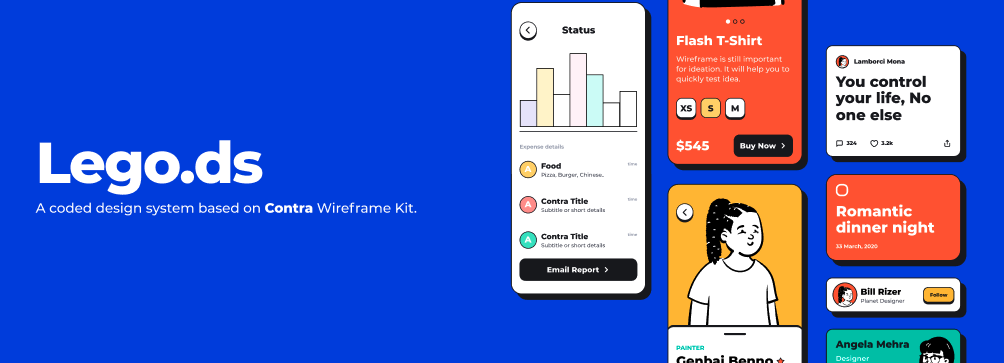 Lego.ds
A coded design system based on Contra Wireframe Kit.
Status
Expense details
Food
time
Pizza, Burger, Chinese..
A
Contra Title
time
Subtitle or short details
A
Contra Title
time
Subtitle or short details
A
Email Report
Flash T-Shirt
Wireframe is still important
for ideation. It will help you to
quickly test idea.
XS
S
M
$545
Buy Now
PAINTER
Genbai Benno
Lamborci Mona
You control
your life, No
one else
324
3.2k
Romantic
dinner night
33 March, 2020
Bill Rizer
Planet Designer
Follow
Angela Mehra
Designer